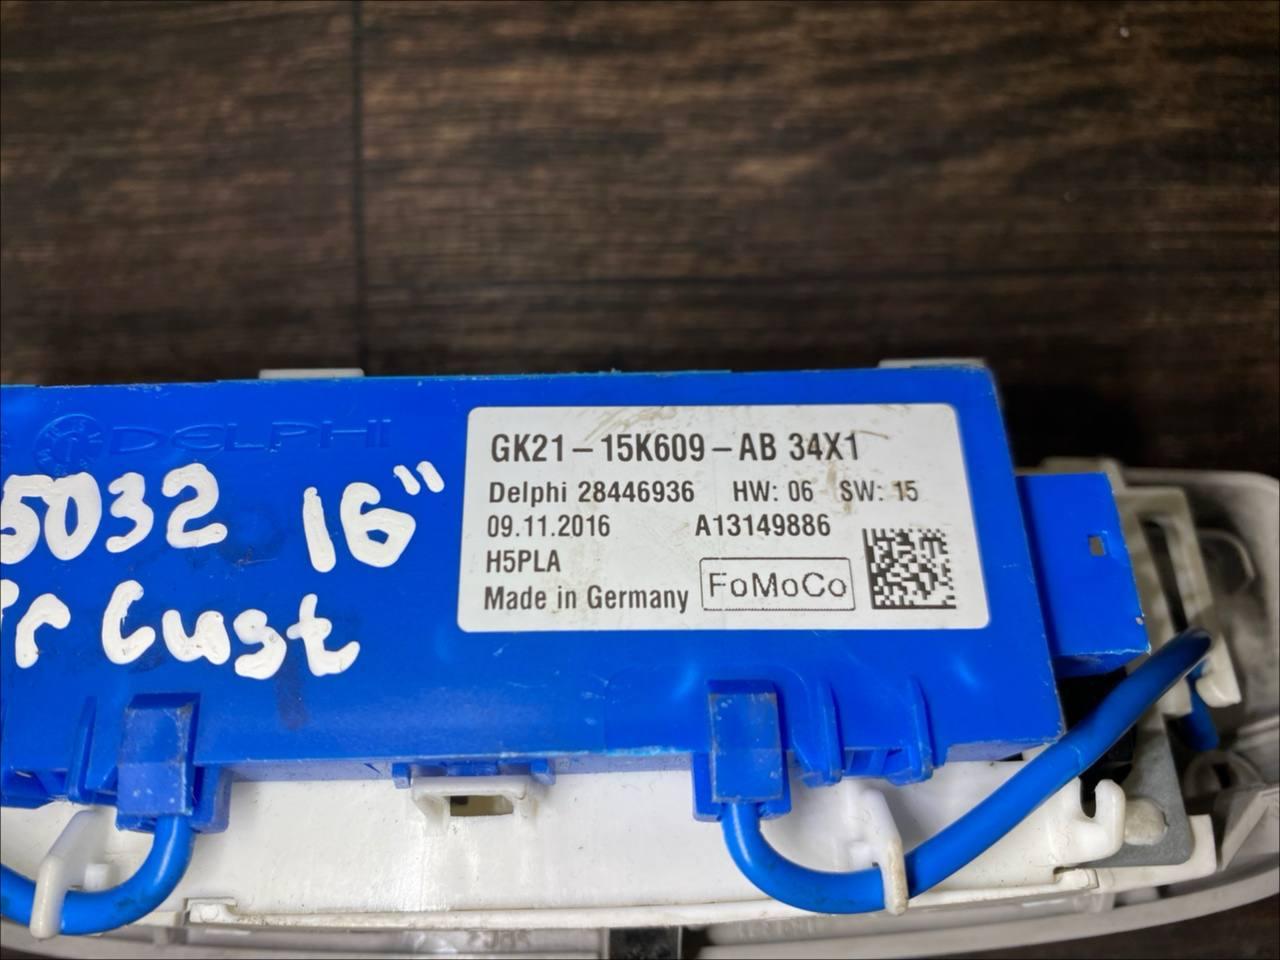 DELPHI
GK21-15K609-AB 34X1
Delphi 28446936 HW: 06 SW: 15
09.11.2016 A13149886
H5PLA
Made in Germany FoMoCo
5032 16"
Tr Cust